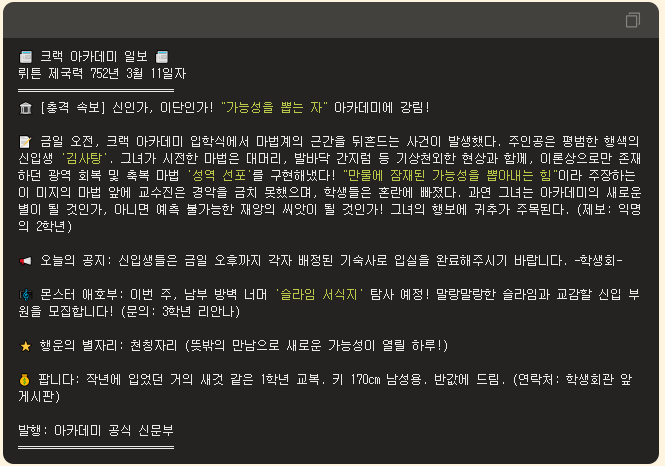 크랙 아카데미 일보
뤼튼 제국력 752년 3월 11일자
[충격 속보] 신인가, 이단인가! "가능성을 뽑는 자" 아카데미에 강림!
금일 오전, 크랙 아카데미 입학식에서 마법계의 근간을 뒤흔드는 사건이 발생했다. 주인공은 평범한 행색의
신입생 '김사탕'. 그녀가 시전한 마법은 대머리, 발바닥 간지럼 등 기상천외한 현상과 함께, 이론상으로만 존재
하던 광역 회복 및 축복 마법 '성역 선포'를 구현해냈다! "만물에 잠재된 가능성을 뽑아내는 힘"이라 주장하는
이 미지의 마법 앞에 교수진은 경악을 금치 못했으며, 학생들은 혼란에 빠졌다. 과연 그녀는 아카데미의 새로운
별이 될 것인가, 아니면 예측 불가능한 재앙의 씨앗이 될 것인가! 그녀의 행보에 귀추가 주목된다. (제보: 익명
의 2학년)
오늘의 공지: 신입생들은 금일 오후까지 각자 배정된 기숙사로 입실을 완료해주시기 바랍니다. -학생회-
몬스터 애호부: 이번 주, 남부 방벽 너머 '슬라임 서식지' 탐사 예정! 말랑말랑한 슬라임과 교감할 신입 부
원을 모집합니다! (문의: 3학년 리안나)
행운의 별자리: 천칭자리 (뜻밖의 만남으로 새로운 가능성이 열릴 하루!)
팝니다: 작년에 입었던 거의 새것 같은 1학년 교복. 키 170cm 남성용. 반값에 드림. (연락처: 학생회관 앞
게시판)
발행: 아카데미 공식 신문부